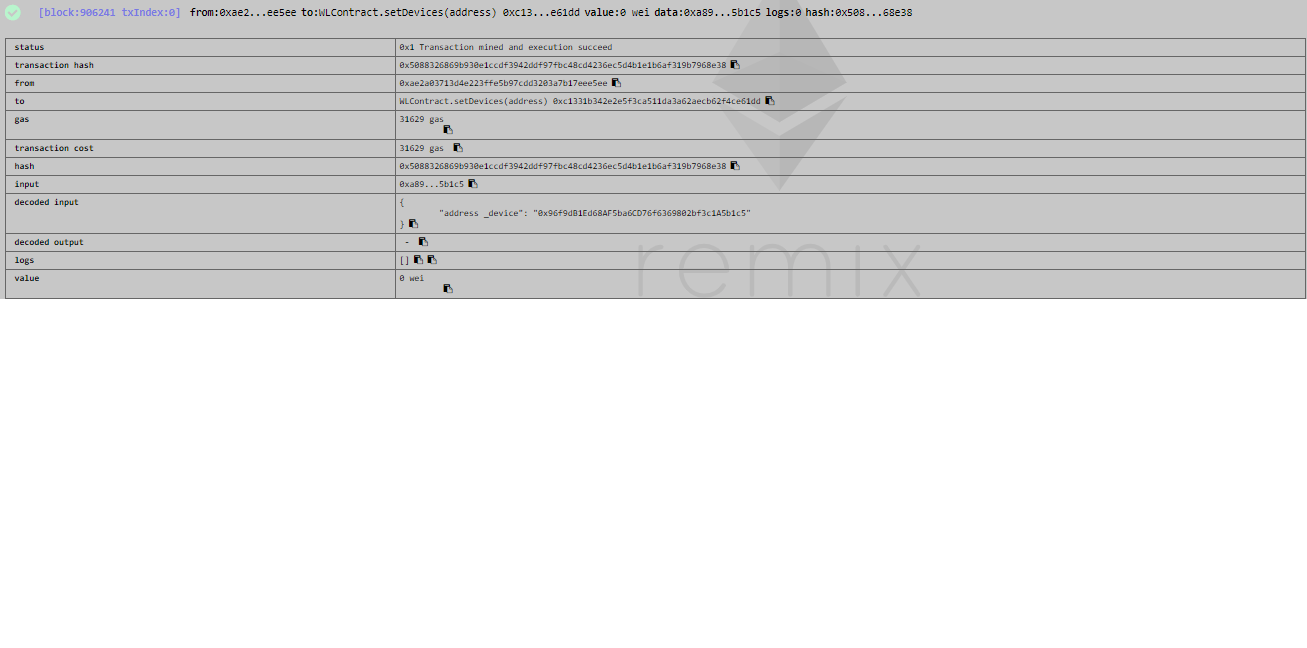 [block:906241 txIndex:0] from:0xae2...ee5ee to:WLContract.setDevices(address) 0xc13...e61dd value:0 wei data:0xa89...5b1c5 logs:0 hash:0x508...68e38
status 0x1 Transaction mined and execution succeed
transaction hash 0x5088326869b930e1ccdf3942ddf97fbc48cd4236ec5d4b1e1b6af319b7968e38
from 0xae2a03713d4e223ffe5b97cdd3203a7b17eee5ee
to WLContract.setDevices(address) 0xc1331b342e2e5f3ca511da3a62aecb62f4ce61dd
gas 31629 gas
transaction cost 31629 gas
hash 0x5088326869b930e1ccdf3942ddf97fbc48cd4236ec5d4b1e1b6af319b7968e38
input 0xa89...5b1c5
decoded input {
"address _device": "0x96f9dB1Ed68AF5ba6CD76f6369802bf3c1A5b1c5"
}
decoded output -
logs []
value 0 wei
remix